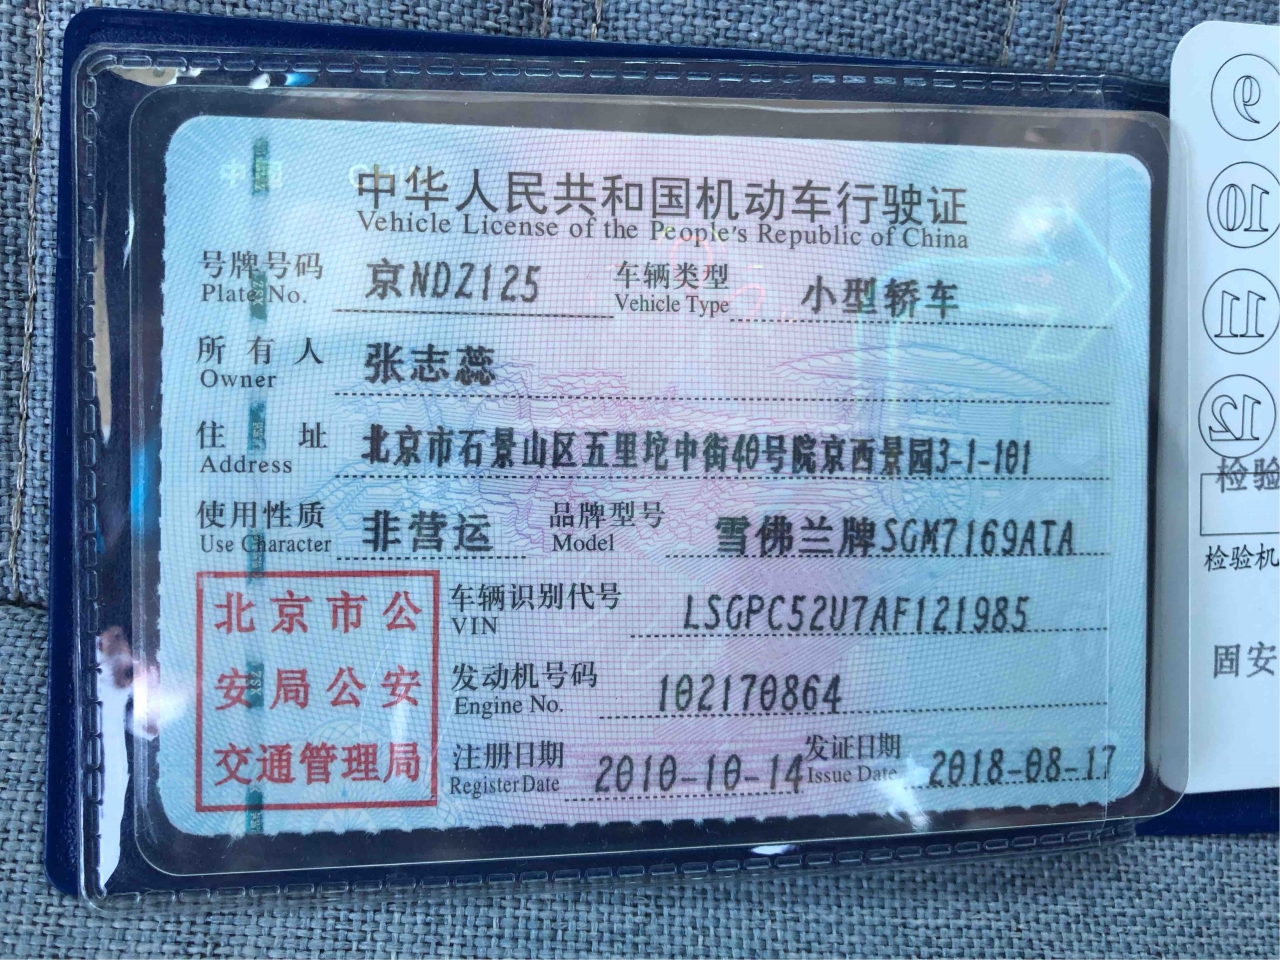 中华人民共和国机动车行驶证
Vehicle License of the People's Republic of China
号牌号码 京NDZ125 车辆类型 小型轿车
Plate No. Vehicle Type
所有人 张志蕊
Owner
住址 北京市石景山区五里坨中街40号院京西景园3-1-101
Address
使用性质 非营运 品牌型号 雪佛兰牌SGM7169ATA
Use Character Model
北京市公
安局公安
交通管理局
车辆识别代号 LSGPC52U7AF121985
VIN
发动机号码 102170864
Engine No.
注册日期 2010-10-14 发证日期 2018-08-17
Register Date Issue Date
9
10
11
12
检验
检验机
固安